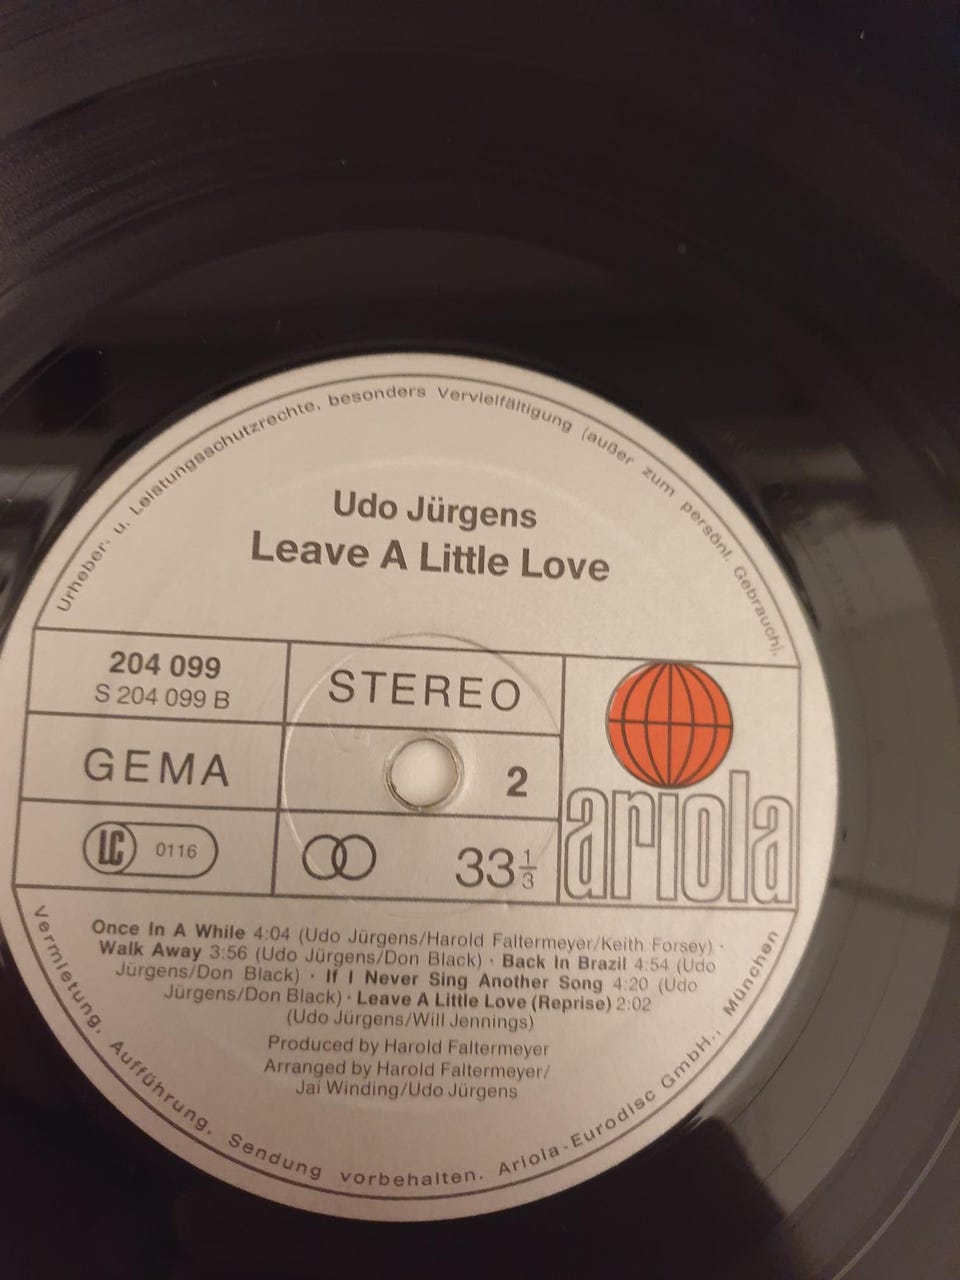 Urheber- u. Leistungsschutzrechte, besonders Vervielfältigung (außer zum persönl. Gebrauch),
Udo Jürgens
Leave A Little Love
204 099
S 204 099 B
STEREO
GEMA
2
LC 0116
33 1/3
ariola
Once In A While 4:04 (Udo Jürgens/Harold Faltermeyer/Keith Forsey) ·
Walk Away 3:56 (Udo Jürgens/Don Black) · Back In Brazil 4:54 (Udo
Jürgens/Don Black) · If I Never Sing Another Song 4:20 (Udo
Jürgens/Don Black) · Leave A Little Love (Reprise) 2:02
(Udo Jürgens/Will Jennings)
Produced by Harold Faltermeyer
Arranged by Harold Faltermeyer/
Jai Winding/Udo Jürgens
Vermietung, Aufführung, Sendung vorbehalten. Ariola-Eurodisc GmbH., München